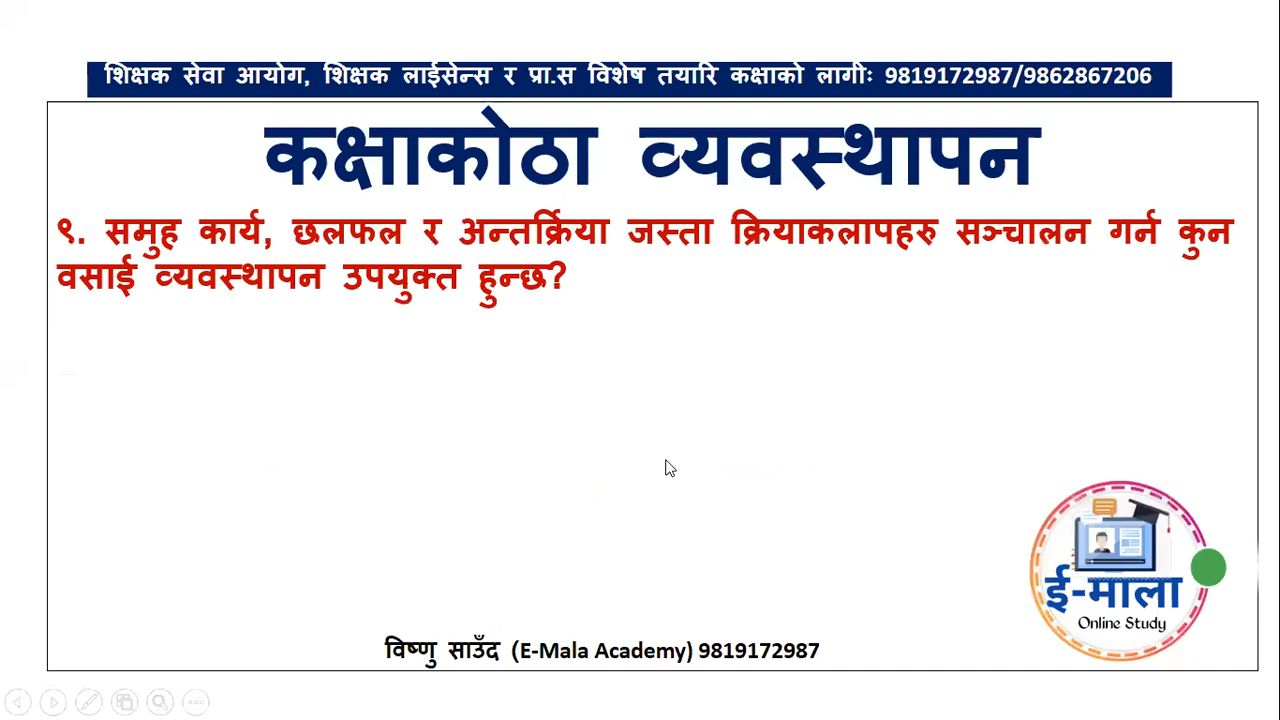 शिक्षक सेवा आयोग, शिक्षक लाईसेन्स र प्रा.स विशेष तयारि कक्षाको लागीः 9819172987/9862867206
कक्षाकोठा व्यवस्थापन
९. समुह कार्य, छलफल र अन्तर्क्रिया जस्ता क्रियाकलापहरु सञ्चालन गर्न कुन
वसाई व्यवस्थापन उपयुक्त हुन्छ?
ई-माला
Online Study
विष्णु साउँद (E-Mala Academy) 9819172987